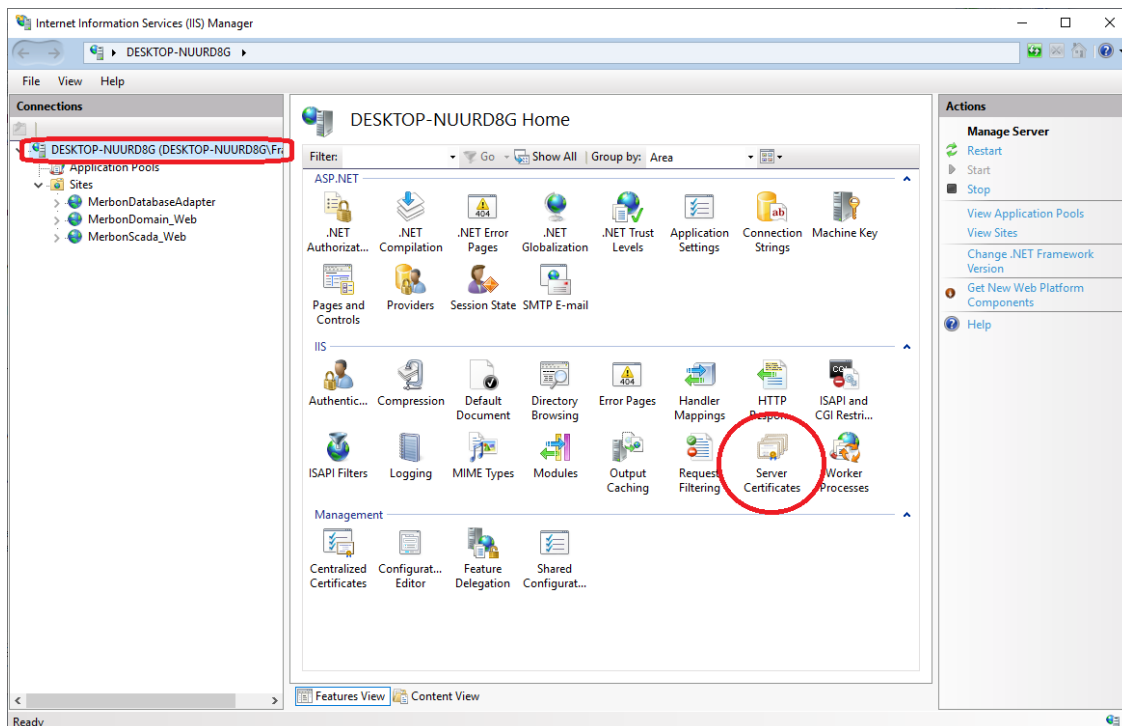 Internet Information Services (IIS) Manager
DESKTOP-NUURD8G
File View Help
Connections
DESKTOP-NUURD8G (DESKTOP-NUURD8G\Fra
Application Pools
Sites
MerbonDatabaseAdapter
MerbonDomain_Web
MerbonScada_Web
DESKTOP-NUURD8G Home
Filter: Go Show All Group by: Area
ASP.NET
.NET Authorizat...
.NET Compilation
.NET Error Pages
.NET Globalization
.NET Trust Levels
Application Settings
Connection Strings
Machine Key
Pages and Controls
Providers
Session State
SMTP E-mail
IIS
Authentic...
Compression
Default Document
Directory Browsing
Error Pages
Handler Mappings
HTTP
ISAPI and CGI Restri...
ISAPI Filters
Logging
MIME Types
Modules
Output Caching
Request Filtering
Server Certificates
Worker Processes
Management
Centralized Certificates
Configurat... Editor
Feature Delegation
Shared Configurat...
Features View Content View
Actions
Manage Server
Restart
Start
Stop
View Application Pools
View Sites
Change .NET Framework
Version
Get New Web Platform
Components
Help
Ready